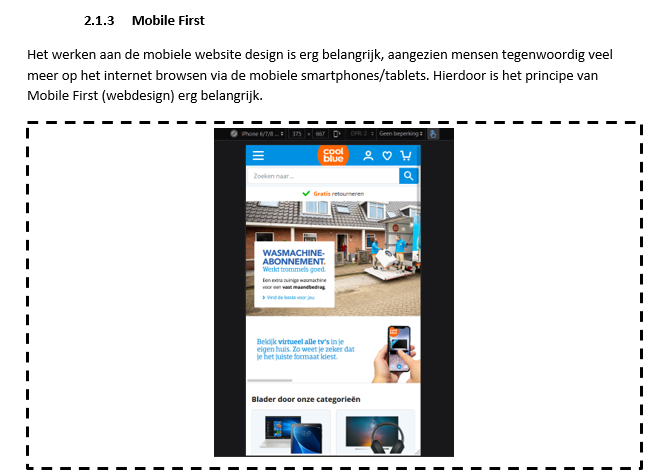 2.1.3 Mobile First
Het werken aan de mobiele website design is erg belangrijk, aangezien mensen tegenwoordig veel
meer op het internet browsen via de mobiele smartphones/tablets. Hierdoor is het principe van
Mobile First (webdesign) erg belangrijk.
iPhone 6/7/8 ... 375 × 667 DPR: 2 Geen beperking
cool
blue
Zoeken naar...
Gratis retourneren
WASMACHINE-
ABONNEMENT.
Werkt trommels goed.
Een extra zuinige wasmachine
voor een vast maandbedrag.
Vind de beste voor jou
Bekijk virtueel alle tv's in je
eigen huis. Zo weet je zeker dat
je het juiste formaat kiest.
Blader door onze categorieën